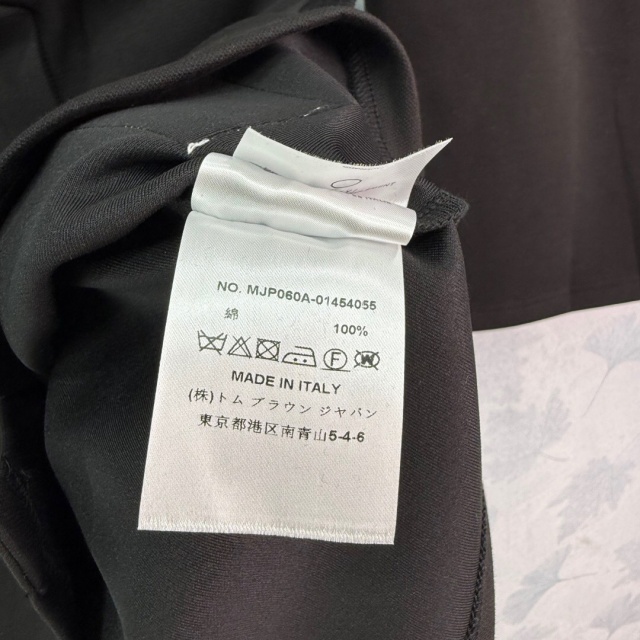 NO. MJP060A-01454055
綿 100%
F W
MADE IN ITALY
(株)トム ブラウン ジャパン
東京都港区南青山5-4-6